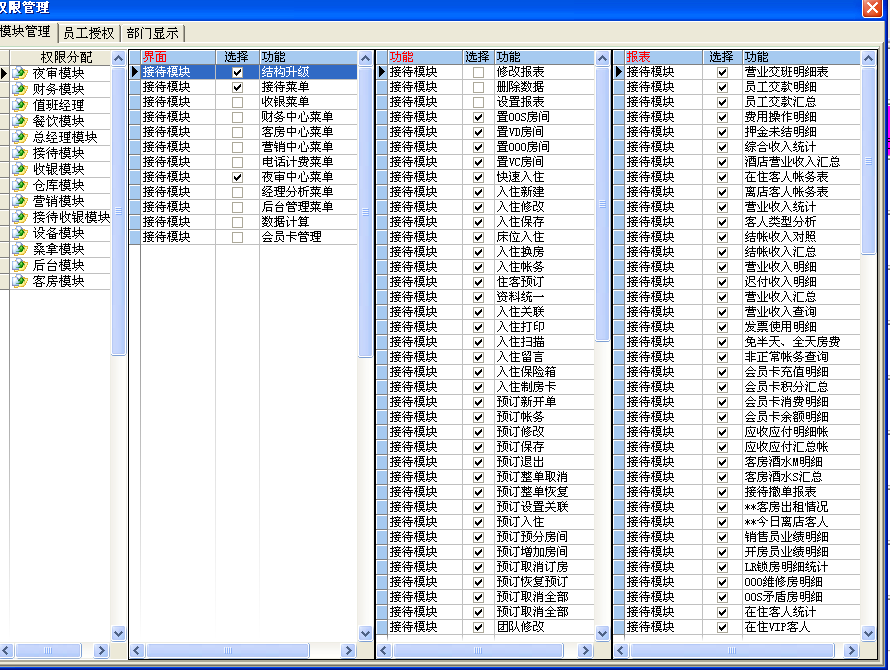 权限管理
模块管理 员工授权 部门显示
权限分配
夜审模块
财务模块
值班经理
餐饮模块
总经理模块
接待模块
收银模块
仓库模块
营销模块
接待收银模块
设备模块
桑拿模块
后台模块
客房模块
界面 选择 功能
接待模块 结构升级
接待模块 接待菜单
接待模块 收银菜单
接待模块 财务中心菜单
接待模块 客房中心菜单
接待模块 营销中心菜单
接待模块 电话计费菜单
接待模块 夜审中心菜单
接待模块 经理分析菜单
接待模块 后台管理菜单
接待模块 数据计算
接待模块 会员卡管理
功能 选择 功能
接待模块 修改报表
接待模块 删除数据
接待模块 设置报表
接待模块 置OOS房间
接待模块 置VD房间
接待模块 置OOO房间
接待模块 置VC房间
接待模块 快速入住
接待模块 入住新建
接待模块 入住修改
接待模块 入住保存
接待模块 床位入住
接待模块 入住换房
接待模块 入住帐务
接待模块 住客预订
接待模块 资料统一
接待模块 入住关联
接待模块 入住打印
接待模块 入住扫描
接待模块 入住留言
接待模块 入住保险箱
接待模块 入住制房卡
接待模块 预订新开单
接待模块 预订帐务
接待模块 预订修改
接待模块 预订保存
接待模块 预订退出
接待模块 预订整单取消
接待模块 预订整单恢复
接待模块 预订设置关联
接待模块 预订入住
接待模块 预订预分房间
接待模块 预订增加房间
接待模块 预订取消订房
接待模块 预订恢复预订
接待模块 预订取消全部
接待模块 预订取消全部
接待模块 团队修改
报表 选择 功能
接待模块 营业交班明细表
接待模块 员工交款明细
接待模块 员工交款汇总
接待模块 费用操作明细
接待模块 押金未结明细
接待模块 综合收入统计
接待模块 酒店营业收入汇总
接待模块 在住客人帐务表
接待模块 离店客人帐务表
接待模块 营业收入统计
接待模块 客人类型分析
接待模块 结帐收入对照
接待模块 结帐收入汇总
接待模块 营业收入明细
接待模块 迟付收入明细
接待模块 营业收入汇总
接待模块 营业收入查询
接待模块 发票使用明细
接待模块 免半天、全天房费
接待模块 非正常帐务查询
接待模块 会员卡充值明细
接待模块 会员卡积分汇总
接待模块 会员卡消费明细
接待模块 会员卡余额明细
接待模块 应收应付明细帐
接待模块 应收应付汇总帐
接待模块 客房酒水M明细
接待模块 客房酒水S汇总
接待模块 接待撤单报表
接待模块 **客房出租情况
接待模块 **今日离店客人
接待模块 销售员业绩明细
接待模块 开房员业绩明细
接待模块 LR锁房明细统计
接待模块 OOO维修房明细
接待模块 OOS矛盾房明细
接待模块 在住客人统计
接待模块 在住VIP客人